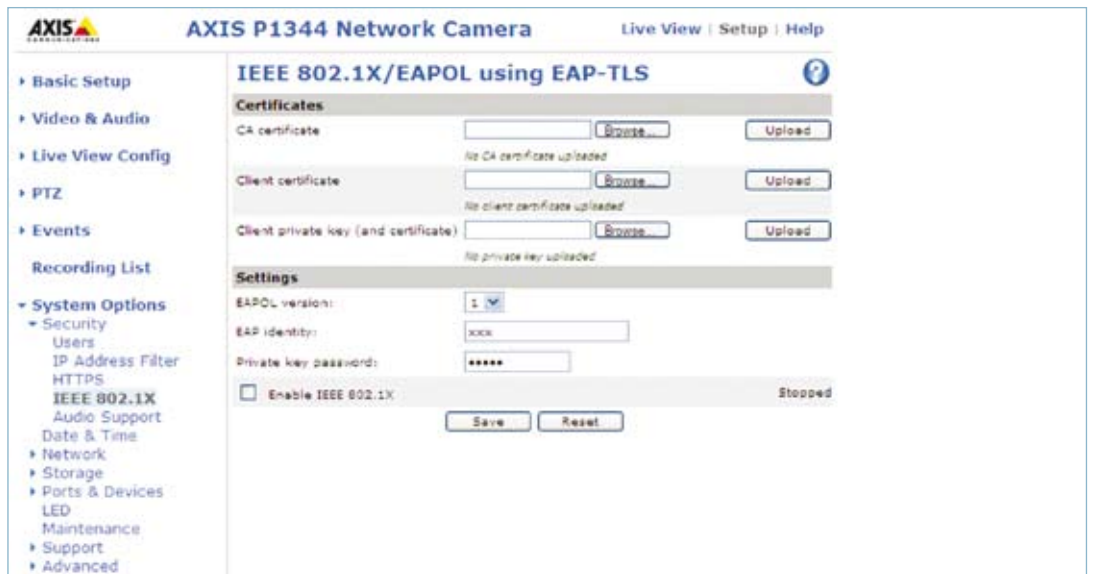 AXIS
COMMUNICATIONS
AXIS P1344 Network Camera
Live View | Setup | Help
Basic Setup
Video & Audio
Live View Config
PTZ
Events
Recording List
System Options
Security
Users
IP Address Filter
HTTPS
IEEE 802.1X
Audio Support
Date & Time
Network
Storage
Ports & Devices
LED
Maintenance
Support
Advanced
IEEE 802.1X/EAPOL using EAP-TLS
?
Certificates
CA certificate Browse... Upload
No CA certificate uploaded
Client certificate Browse... Upload
No client certificate uploaded
Client private key (and certificate) Browse... Upload
No private key uploaded
Settings
EAPOL version: 1
EAP identity: xxx
Private key password: •••••
Enable IEEE 802.1X Stopped
Save Reset